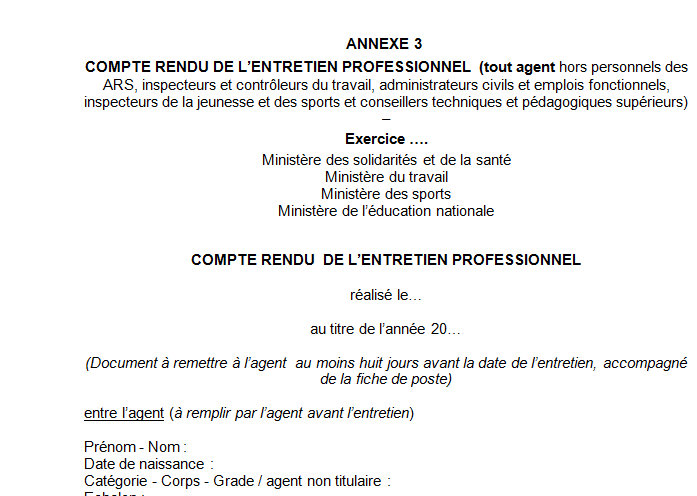 ANNEXE 3
COMPTE RENDU DE L’ENTRETIEN PROFESSIONNEL (tout agent hors personnels des
ARS, inspecteurs et contrôleurs du travail, administrateurs civils et emplois fonctionnels,
inspecteurs de la jeunesse et des sports et conseillers techniques et pédagogiques supérieurs)
–
Exercice ….
Ministère des solidarités et de la santé
Ministère du travail
Ministère des sports
Ministère de l’éducation nationale
COMPTE RENDU DE L’ENTRETIEN PROFESSIONNEL
réalisé le…
au titre de l’année 20…
(Document à remettre à l’agent au moins huit jours avant la date de l’entretien, accompagné
de la fiche de poste)
entre l’agent (à remplir par l’agent avant l’entretien)
Prénom - Nom :
Date de naissance :
Catégorie - Corps - Grade / agent non titulaire :
Echelon :